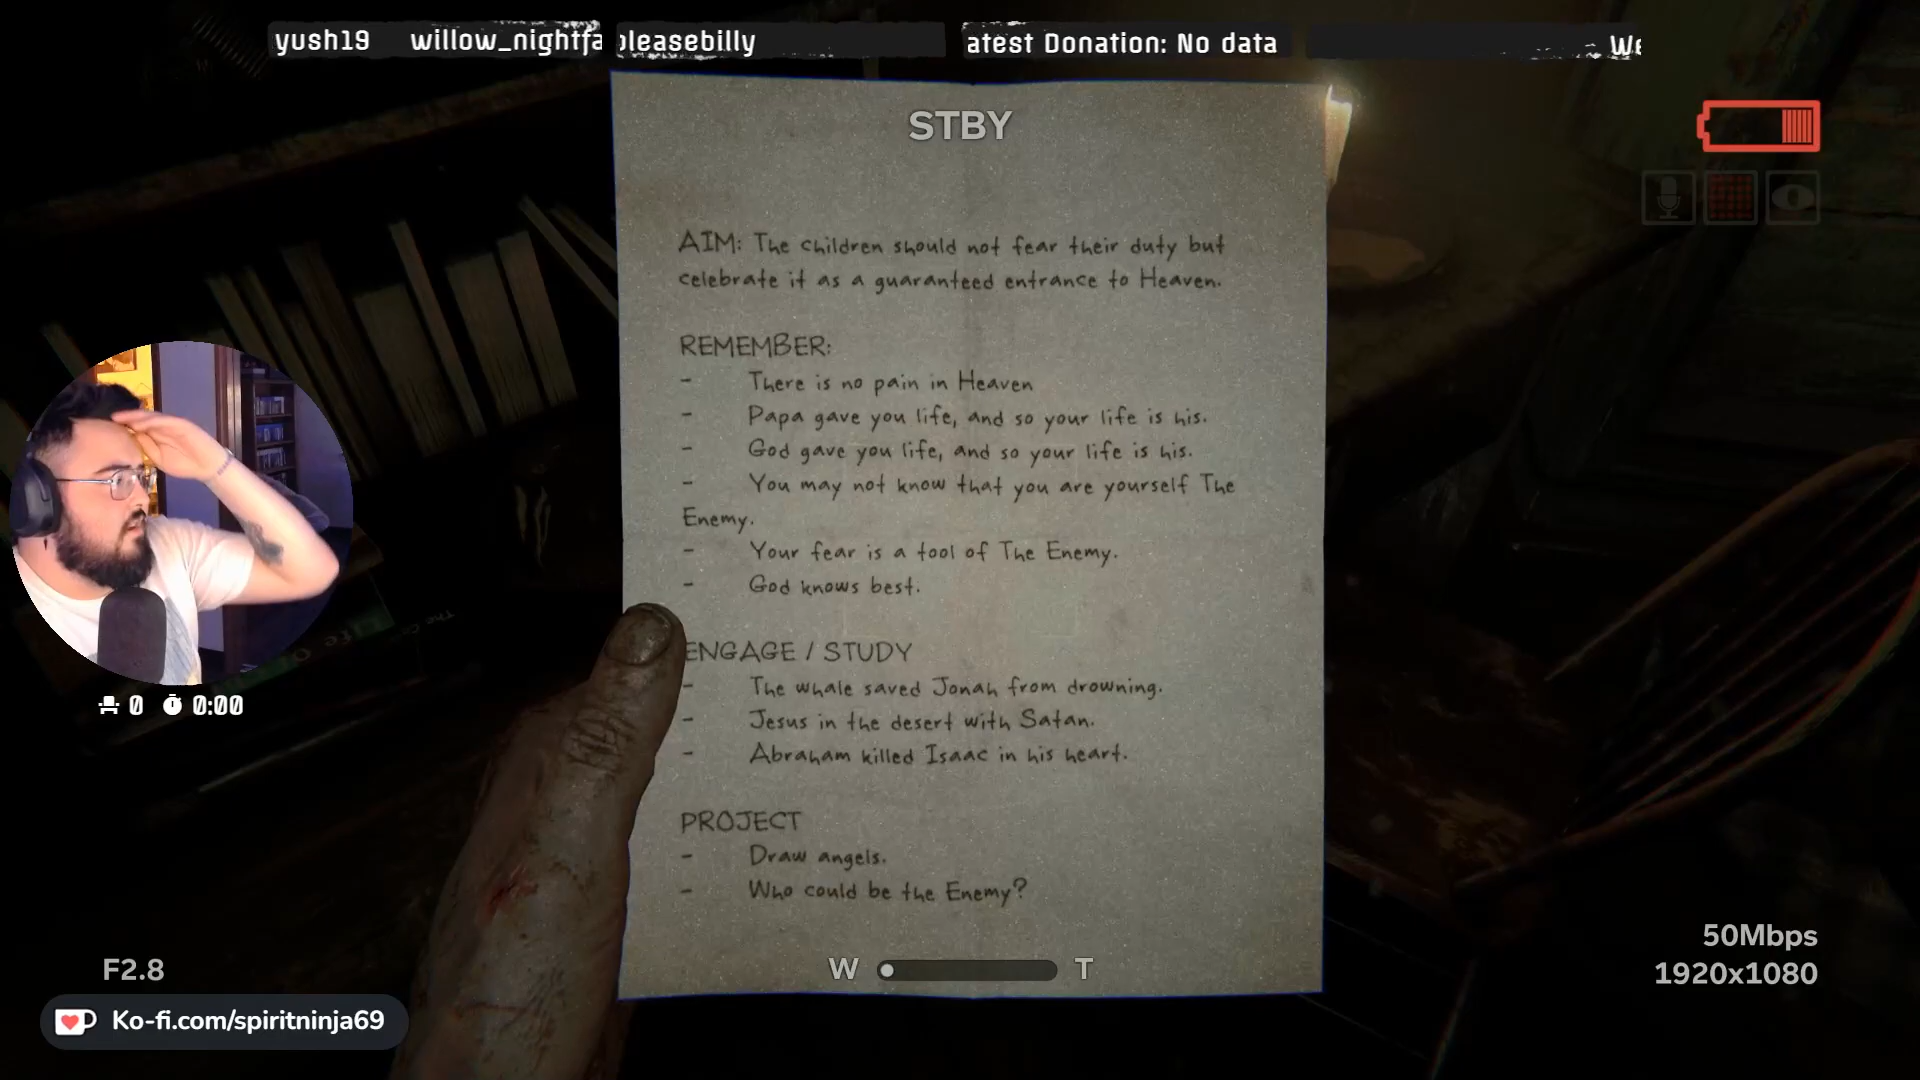 yush19 willow_nightfa pleasebilly atest Donation: No data We
STBY
AIM: The children should not fear their duty but
celebrate it as a guaranteed entrance to Heaven.
REMEMBER:
- There is no pain in Heaven
- Papa gave you life, and so your life is his.
- God gave you life, and so your life is his.
- You may not know that you are yourself The
Enemy.
- Your fear is a tool of The Enemy.
- God knows best.
ENGAGE / STUDY
- The whale saved Jonah from drowning.
- Jesus in the desert with Satan.
- Abraham killed Isaac in his heart.
PROJECT
- Draw angels.
- Who could be the Enemy?
0 0:00
F2.8
W T
50Mbps
1920x1080
Ko-fi.com/spiritninja69